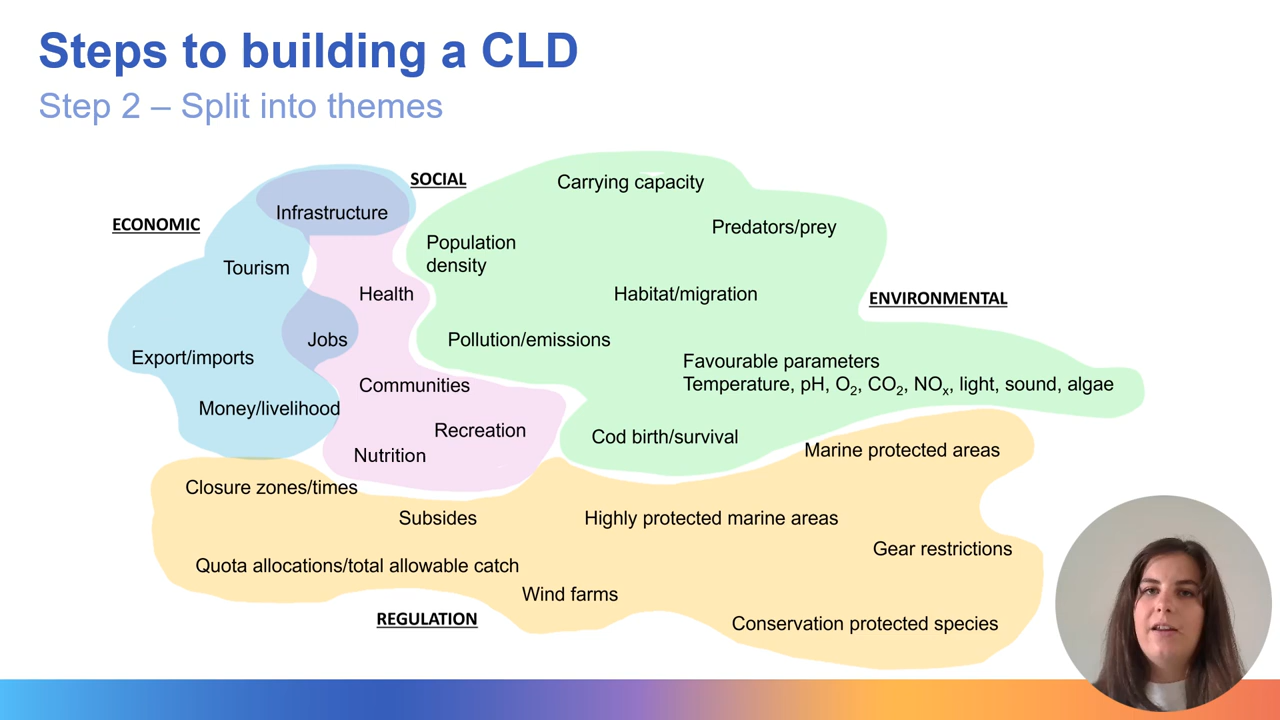 Steps to building a CLD
Step 2 – Split into themes
SOCIAL
Carrying capacity
Infrastructure
ECONOMIC
Predators/prey
Population
density
Tourism
Health
Habitat/migration
ENVIRONMENTAL
Jobs
Pollution/emissions
Export/imports
Favourable parameters
Temperature, pH, O₂, CO₂, NOₓ, light, sound, algae
Communities
Money/livelihood
Recreation
Cod birth/survival
Nutrition
Marine protected areas
Closure zones/times
Subsides
Highly protected marine areas
Gear restrictions
Quota allocations/total allowable catch
Wind farms
REGULATION
Conservation protected species